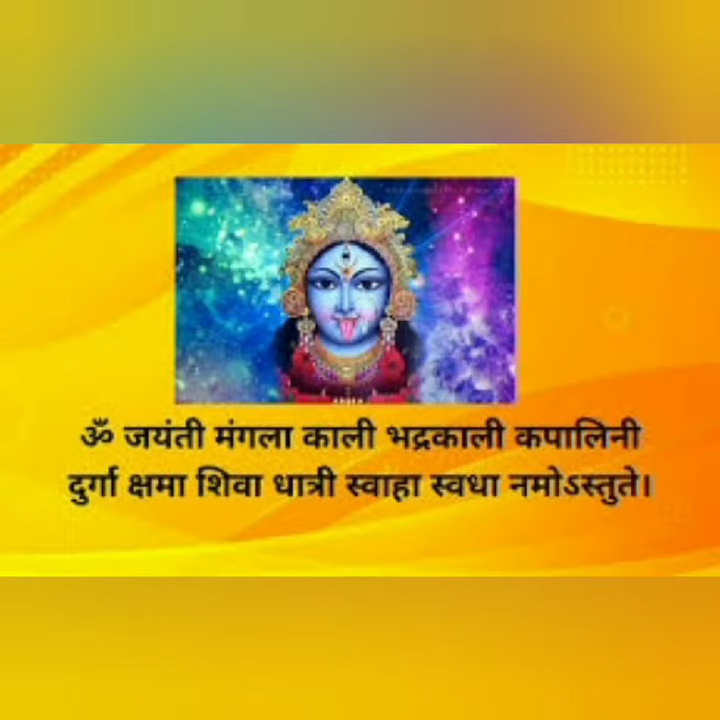 ॐ जयंती मंगला काली भद्रकाली कपालिनी
दुर्गा क्षमा शिवा धात्री स्वाहा स्वधा नमोऽस्तुते।